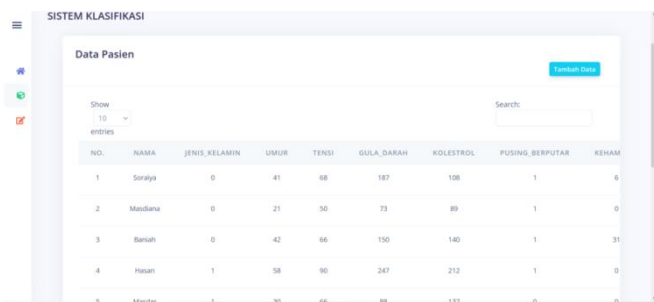 SISTEM KLASIFIKASI
Data Pasien
Tambah Data
Show
10
entries
Search:
NO. NAMA JENIS_KELAMIN UMUR TENSI GULA_DARAH KOLESTROL PUSING_BERPUTAR KEHAM
1 Soraiya 0 41 68 187 108 1 6
2 Masdiana 0 21 50 73 89 1 0
3 Baniah 0 42 66 150 140 1 31
4 Hasan 1 58 90 247 212 1 0